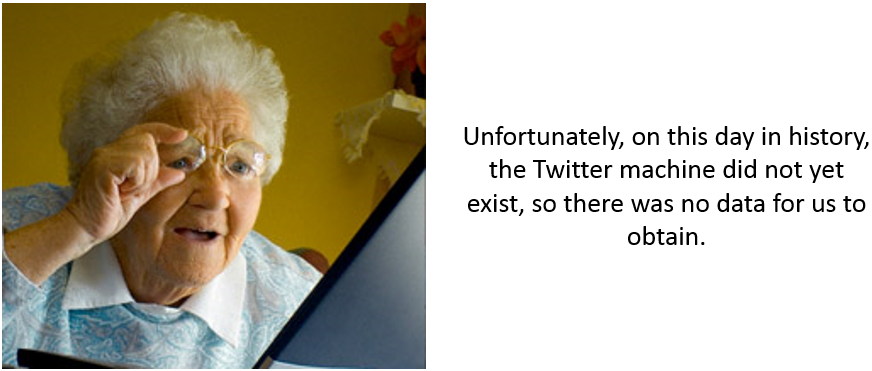 Unfortunately, on this day in history,
the Twitter machine did not yet
exist, so there was no data for us to
obtain.